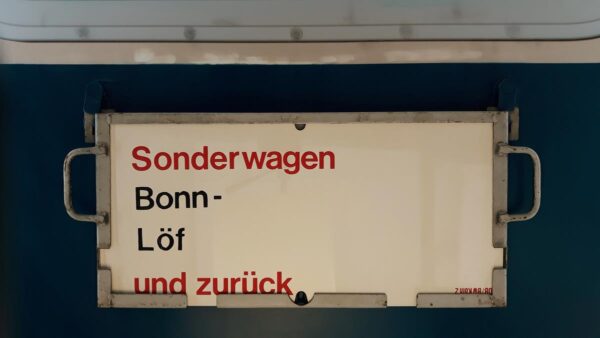 Sonderwagen
Bonn-
Löf
und zurück